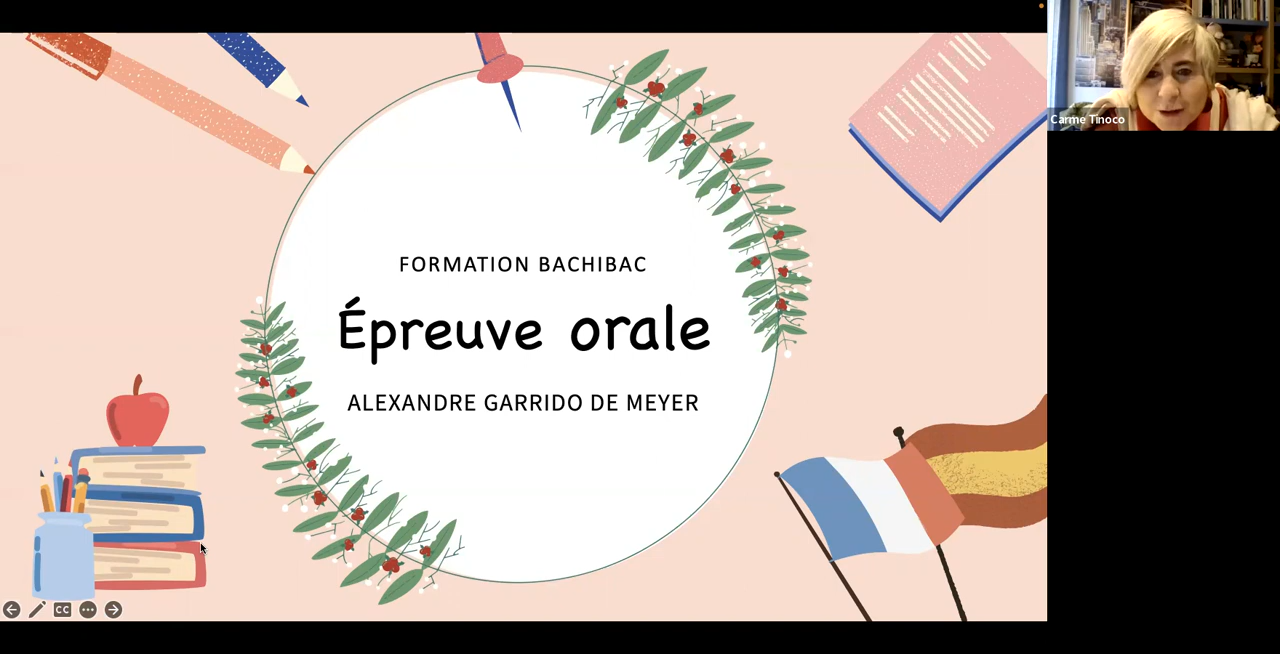 FORMATION BACHIBAC
Épreuve orale
ALEXANDRE GARRIDO DE MEYER
Carme Tinoco
CC